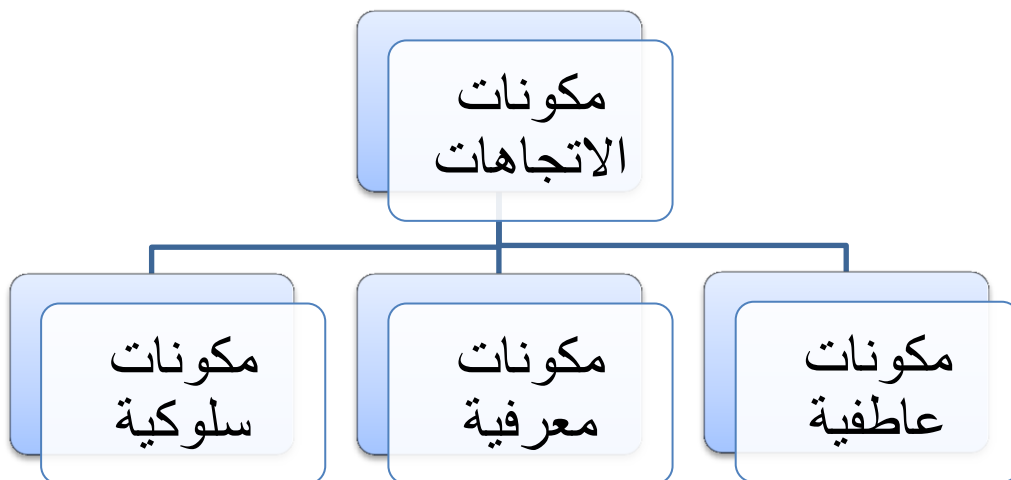 مكونات
الاتجاهات
مكونات
عاطفية
مكونات
معرفية
مكونات
سلوكية